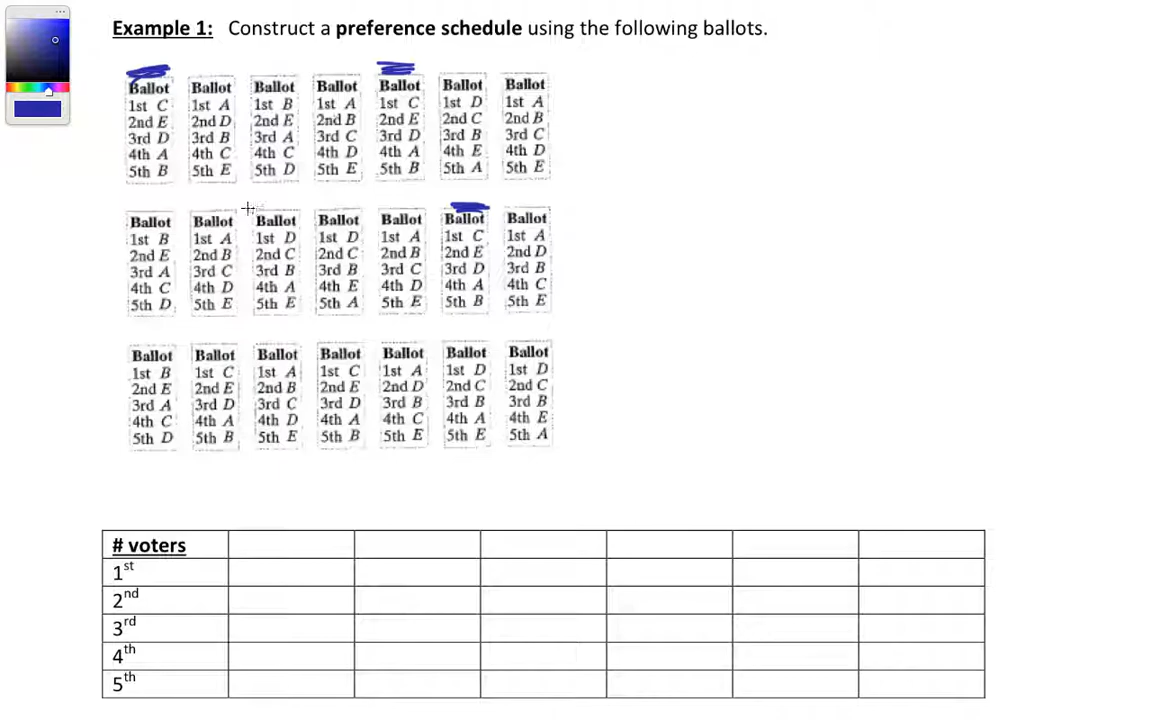 Example 1: Construct a preference schedule using the following ballots.
Ballot Ballot Ballot Ballot Ballot Ballot Ballot
1st C 1st A 1st B 1st A 1st C 1st D 1st A
2nd E 2nd D 2nd E 2nd B 2nd E 2nd C 2nd B
3rd D 3rd B 3rd A 3rd C 3rd D 3rd B 3rd C
4th A 4th C 4th C 4th D 4th A 4th E 4th D
5th B 5th E 5th D 5th E 5th B 5th A 5th E
Ballot Ballot Ballot Ballot Ballot Ballot Ballot
1st B 1st A 1st D 1st D 1st A 1st C 1st A
2nd E 2nd B 2nd C 2nd C 2nd B 2nd E 2nd D
3rd A 3rd C 3rd B 3rd B 3rd C 3rd D 3rd B
4th C 4th D 4th A 4th E 4th D 4th A 4th C
5th D 5th E 5th E 5th A 5th E 5th B 5th E
Ballot Ballot Ballot Ballot Ballot Ballot Ballot
1st B 1st C 1st A 1st C 1st A 1st D 1st D
2nd E 2nd E 2nd B 2nd E 2nd D 2nd C 2nd C
3rd A 3rd D 3rd C 3rd D 3rd B 3rd B 3rd B
4th C 4th A 4th D 4th A 4th C 4th A 4th E
5th D 5th B 5th E 5th B 5th E 5th E 5th A
# voters
1st
2nd
3rd
4th
5th